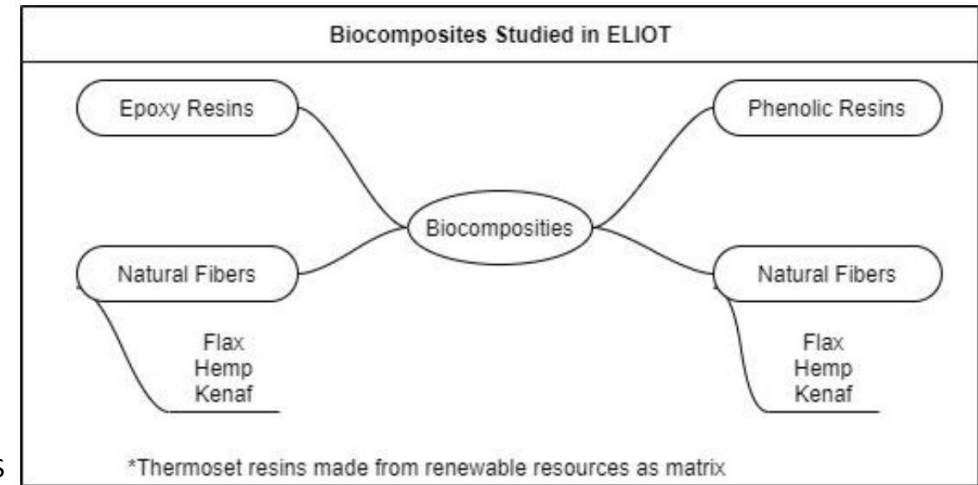 Biocomposites Studied in ELIOT
Epoxy Resins
Phenolic Resins
Biocomposities
Natural Fibers
Natural Fibers
Flax
Hemp
Kenaf
Flax
Hemp
Kenaf
*Thermoset resins made from renewable resources as matrix